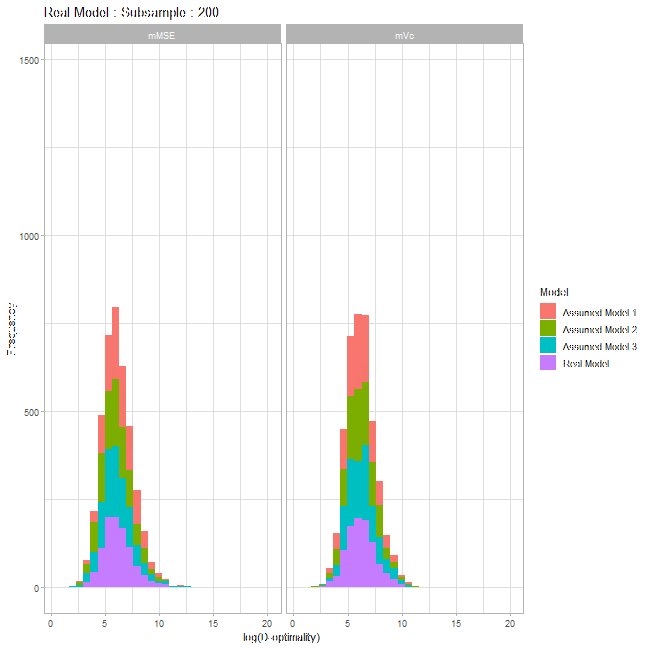 Real Model : Subsample : 200
mMSE
mVc
1500
1000
500
0
Frequency
0 5 10 15 20
0 5 10 15 20
log(D-optimality)
Model
Assumed Model 1
Assumed Model 2
Assumed Model 3
Real Model